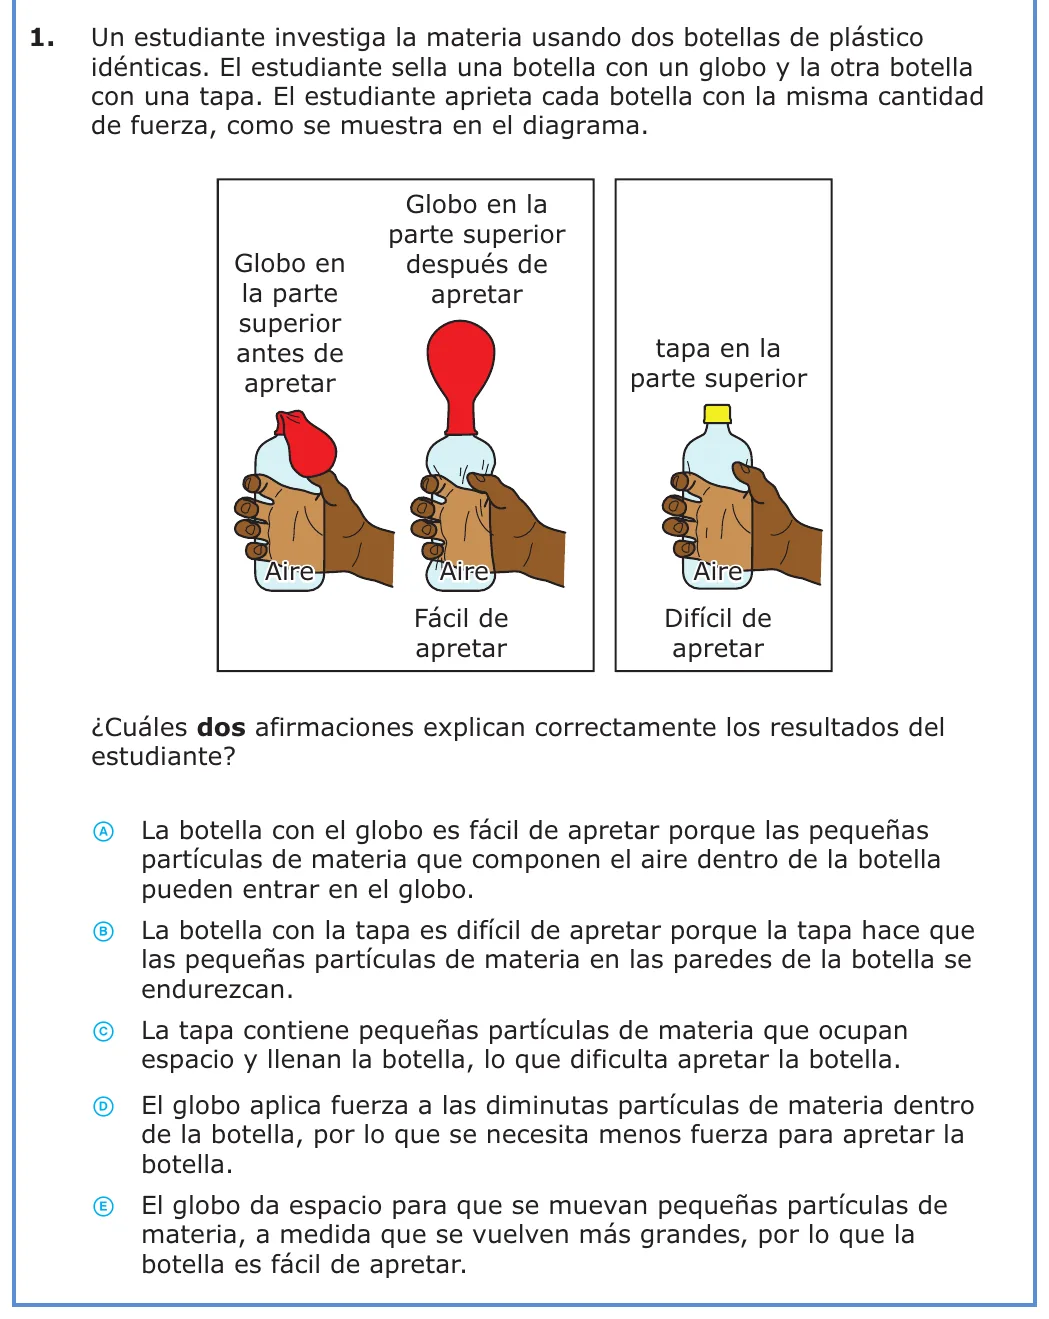 1. Un estudiante investiga la materia usando dos botellas de plástico
idénticas. El estudiante sella una botella con un globo y la otra botella
con una tapa. El estudiante aprieta cada botella con la misma cantidad
de fuerza, como se muestra en el diagrama.
Globo en
la parte
superior
antes de
apretar
Globo en la
parte superior
después de
apretar
tapa en la
parte superior
Aire
Aire
Aire
Fácil de
apretar
Difícil de
apretar
¿Cuáles dos afirmaciones explican correctamente los resultados del
estudiante?
A La botella con el globo es fácil de apretar porque las pequeñas
partículas de materia que componen el aire dentro de la botella
pueden entrar en el globo.
B La botella con la tapa es difícil de apretar porque la tapa hace que
las pequeñas partículas de materia en las paredes de la botella se
endurezcan.
C La tapa contiene pequeñas partículas de materia que ocupan
espacio y llenan la botella, lo que dificulta apretar la botella.
D El globo aplica fuerza a las diminutas partículas de materia dentro
de la botella, por lo que se necesita menos fuerza para apretar la
botella.
E El globo da espacio para que se muevan pequeñas partículas de
materia, a medida que se vuelven más grandes, por lo que la
botella es fácil de apretar.